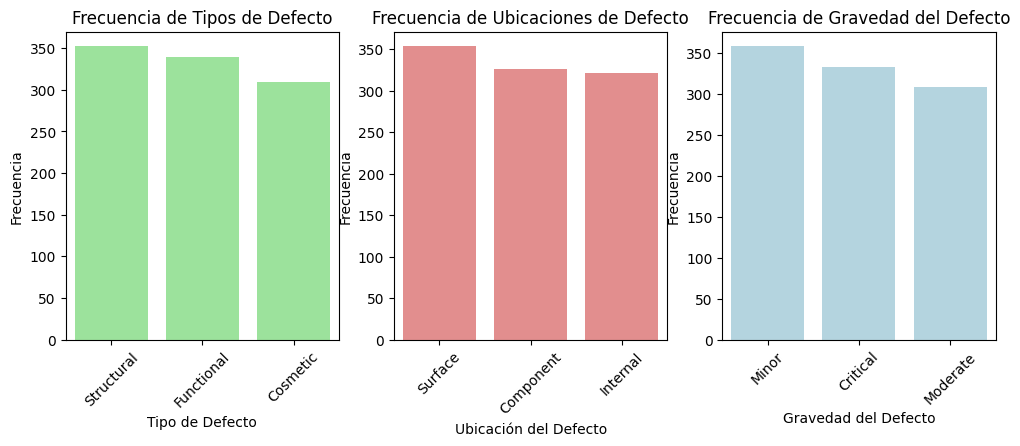 Frecuencia de Tipos de Defecto
Frecuencia
350
300
250
200
150
100
50
0
Structural
Functional
Cosmetic
Tipo de Defecto
Frecuencia de Ubicaciones de Defecto
Frecuencia
350
300
250
200
150
100
50
0
Surface
Component
Internal
Ubicación del Defecto
Frecuencia de Gravedad del Defecto
Frecuencia
350
300
250
200
150
100
50
0
Minor
Critical
Moderate
Gravedad del Defecto